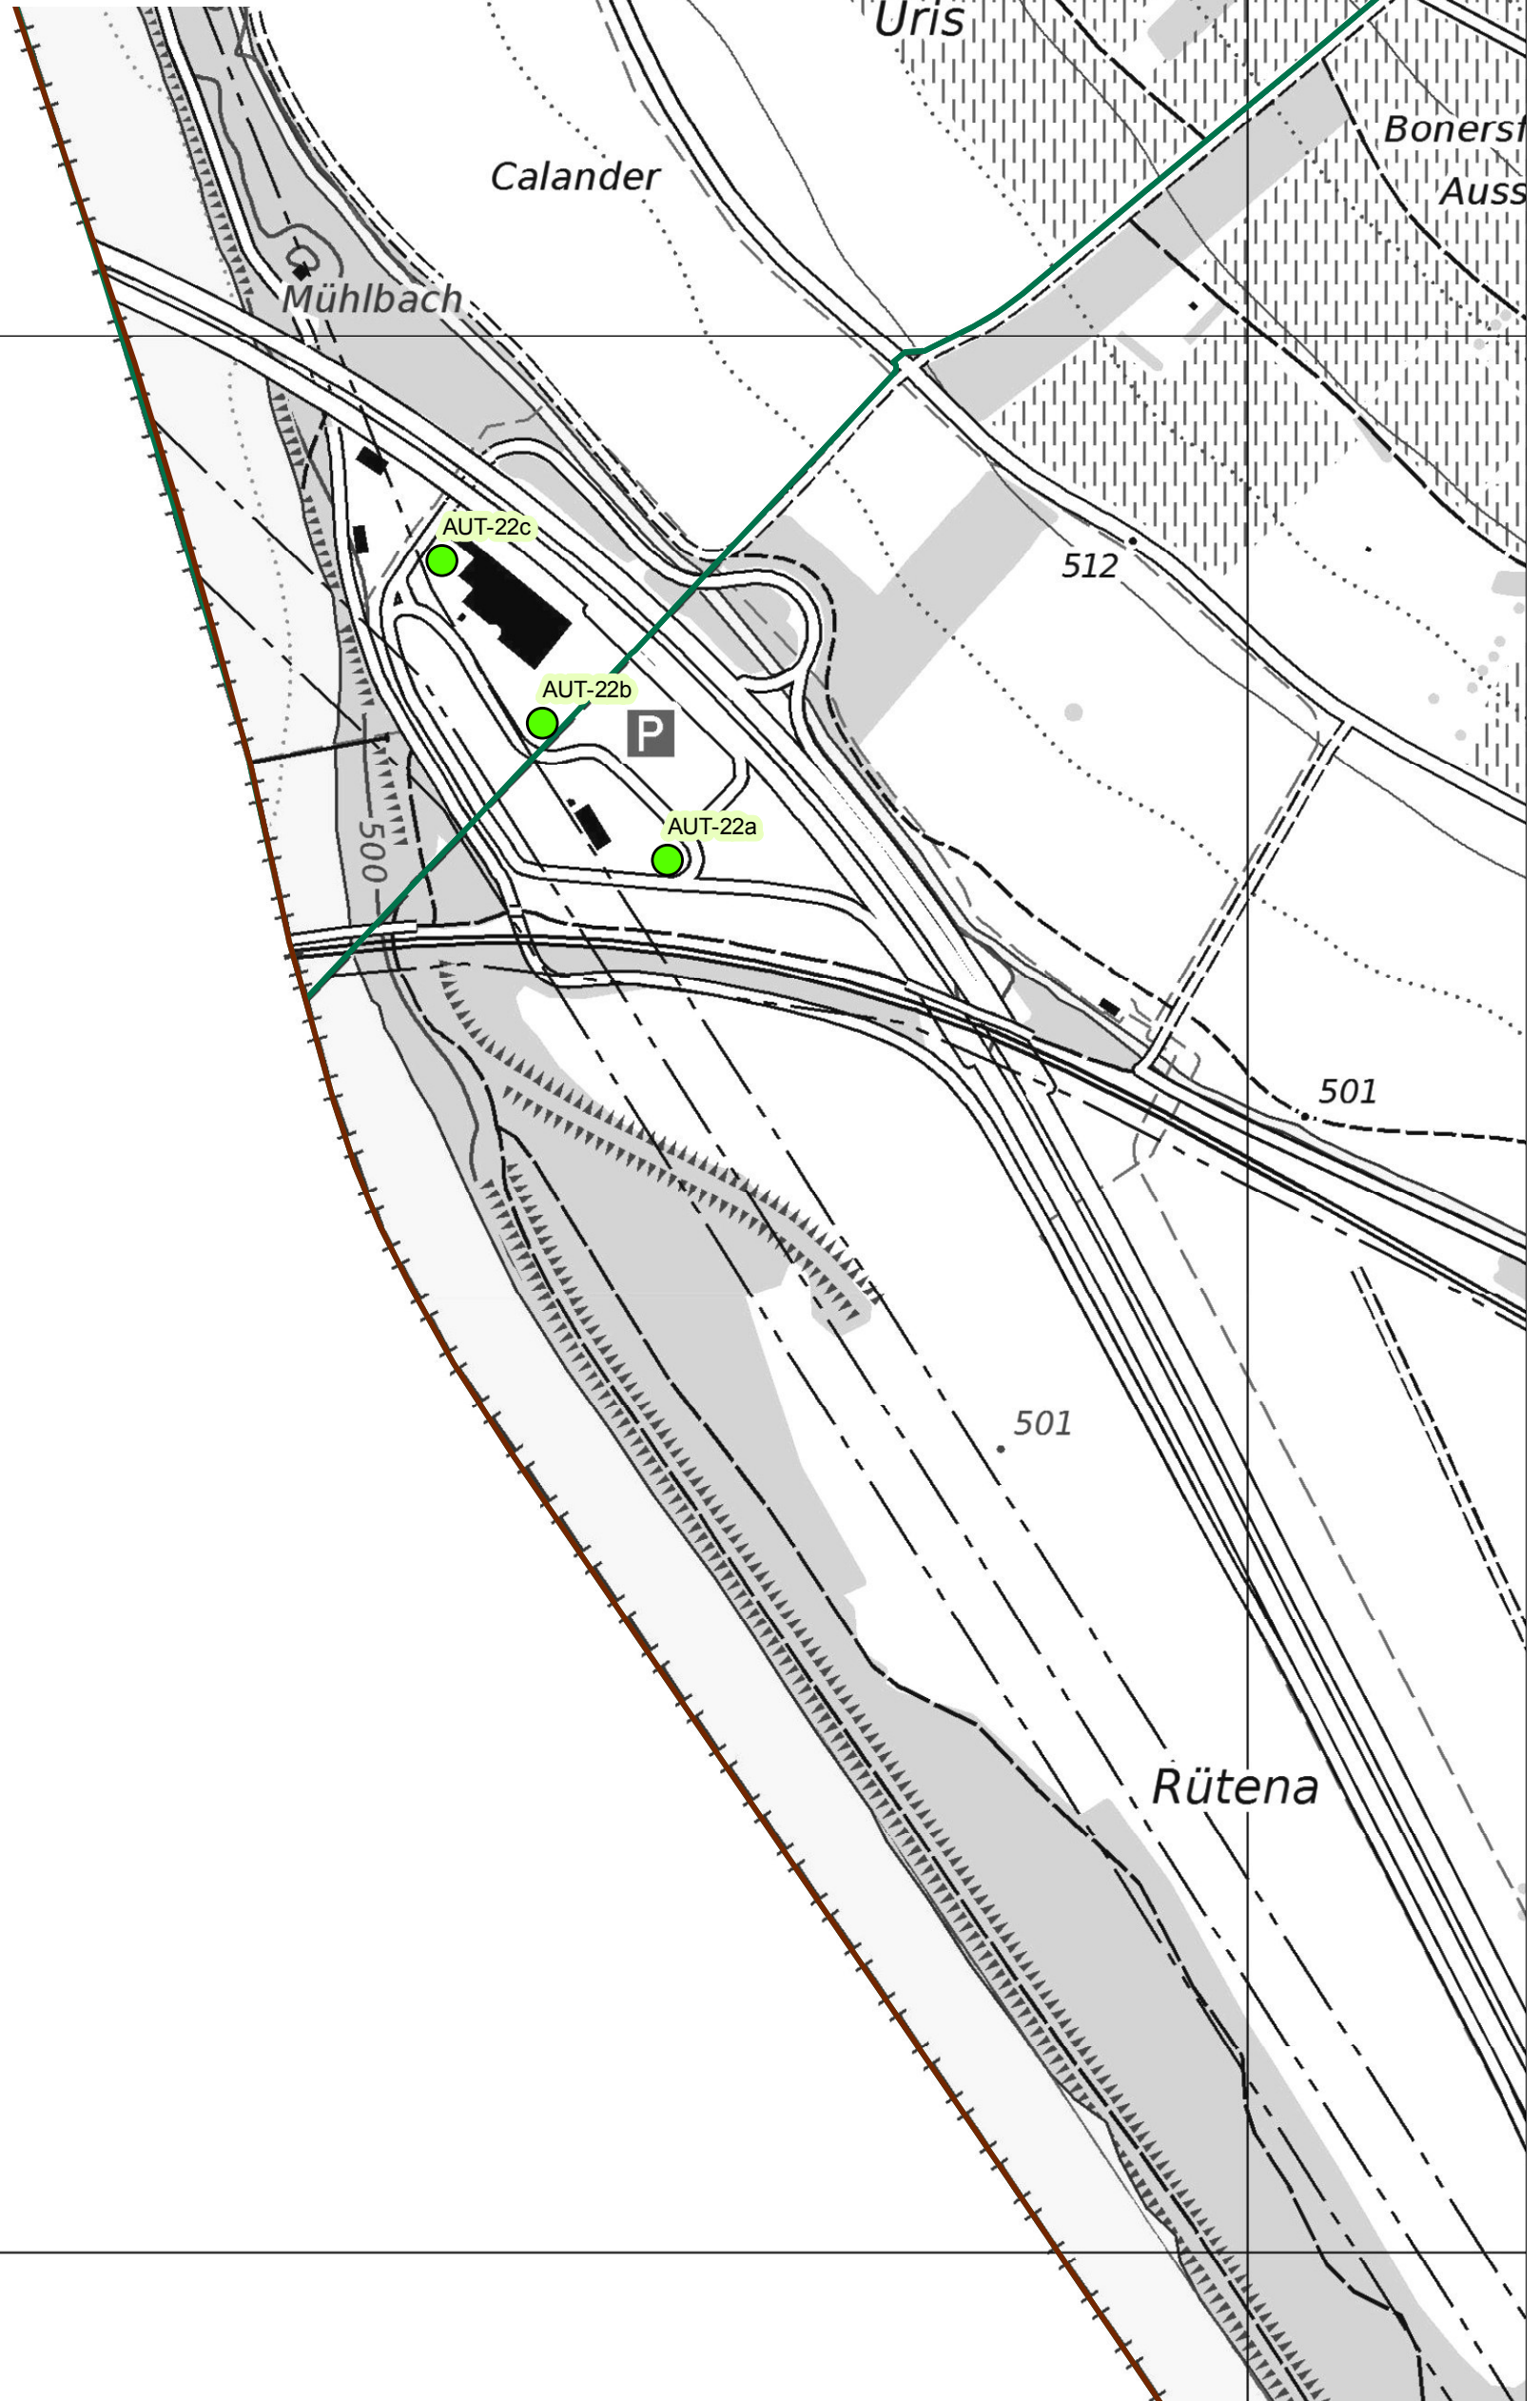 Uris
Bonersf
Calander
Auss
Mühlbach
AUT-22c
512
AUT-22b
P
AUT-22a
500
501
501
Rütena